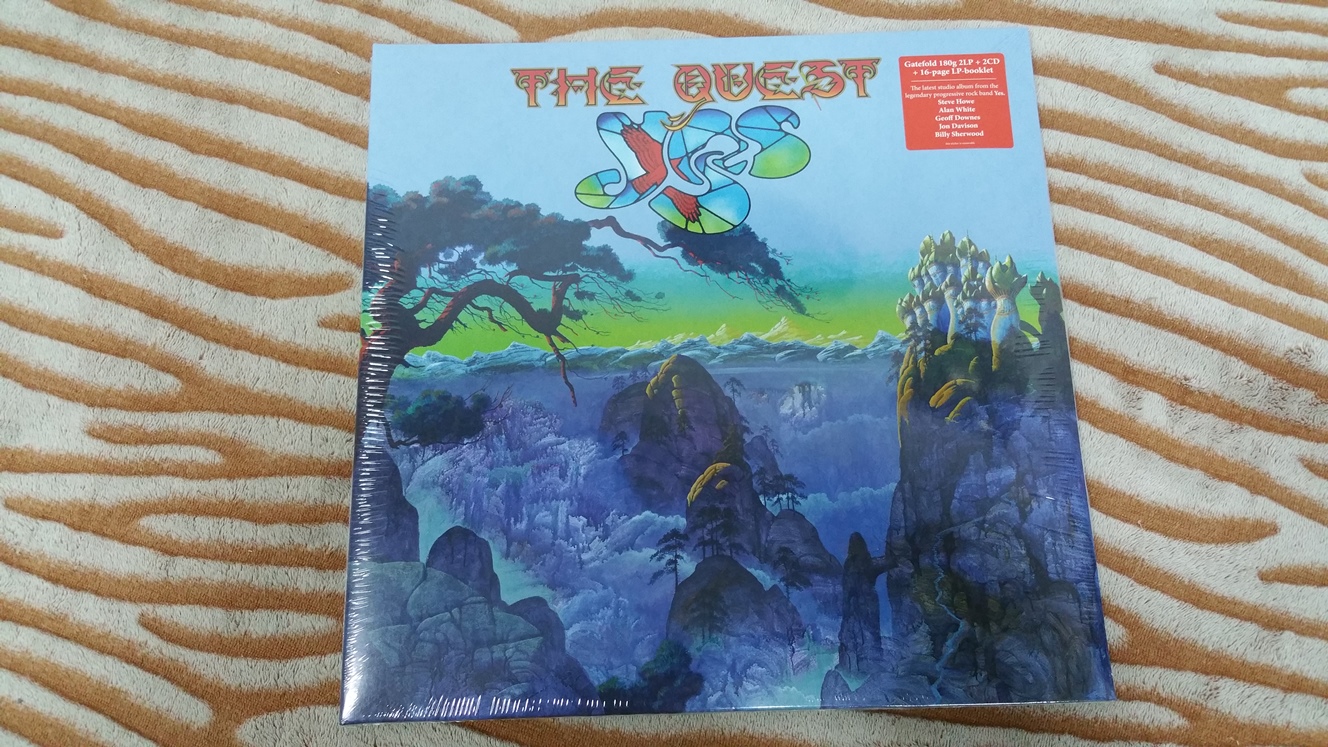 THE QUEST
YES
Gatefold 180g 2LP + 2CD
+ 16-page LP-booklet
The latest studio album from the
legendary progressive rock band Yes.
Steve Howe
Alan White
Geoff Downes
Jon Davison
Billy Sherwood